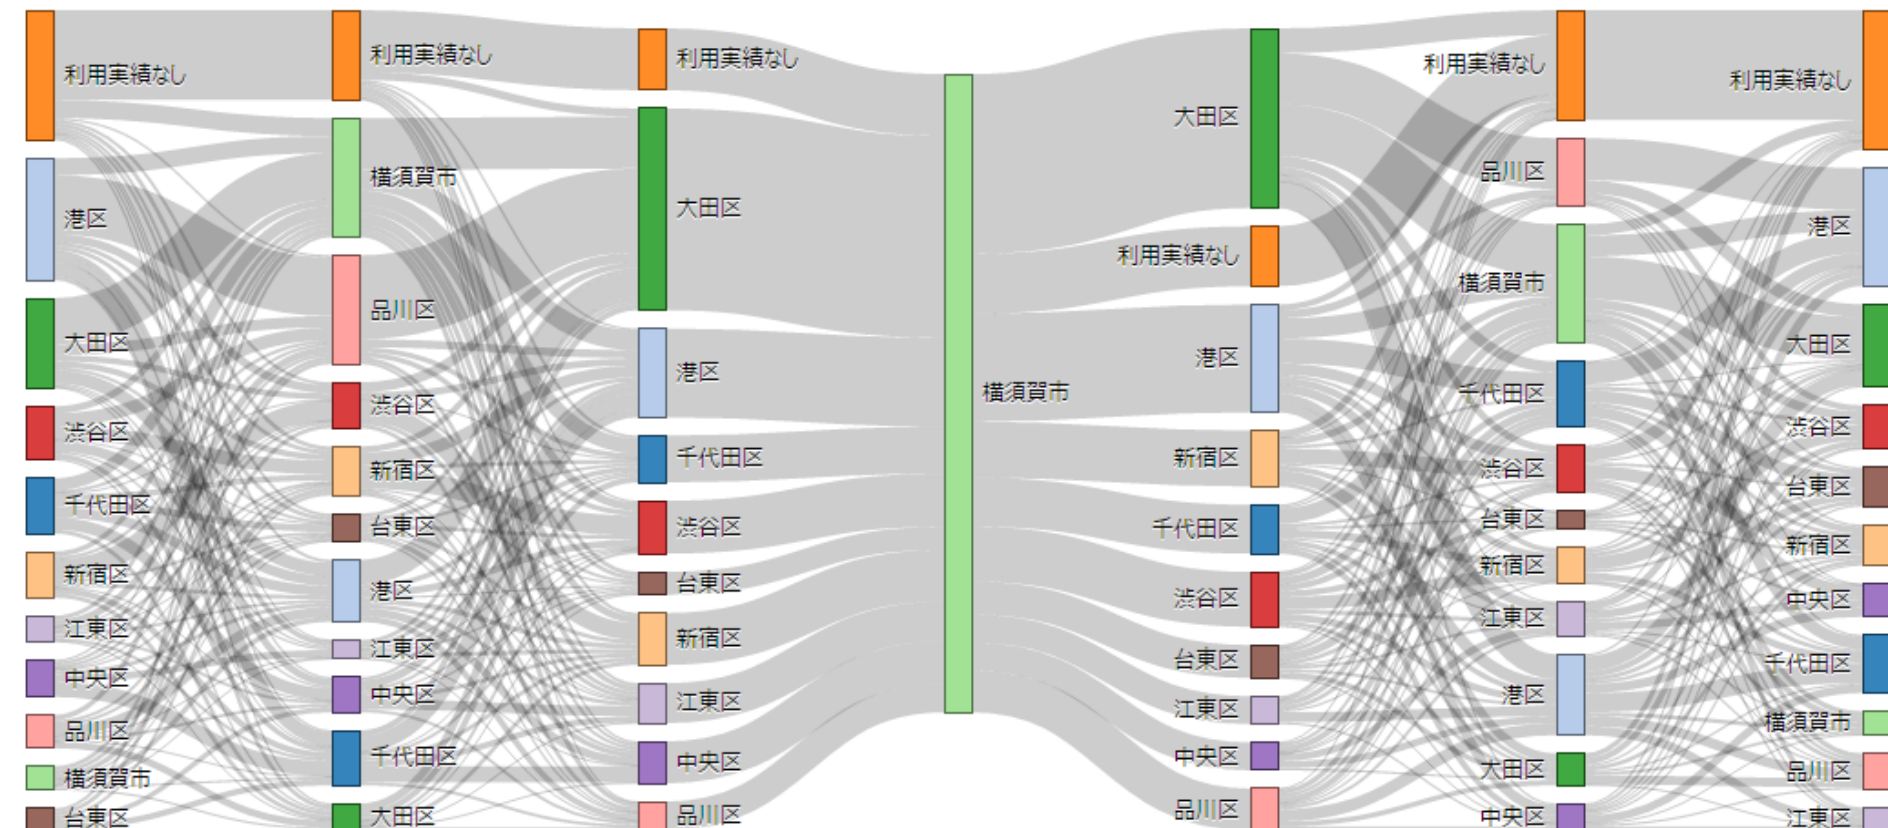 利用実績なし
港区
大田区
渋谷区
千代田区
新宿区
江東区
中央区
品川区
横須賀市
台東区
利用実績なし
横須賀市
品川区
渋谷区
新宿区
台東区
港区
江東区
中央区
千代田区
大田区
利用実績なし
大田区
港区
千代田区
渋谷区
台東区
新宿区
江東区
中央区
品川区
横須賀市
大田区
利用実績なし
港区
新宿区
千代田区
渋谷区
台東区
江東区
中央区
品川区
利用実績なし
品川区
横須賀市
千代田区
渋谷区
台東区
新宿区
江東区
港区
大田区
中央区
利用実績なし
港区
大田区
渋谷区
台東区
新宿区
中央区
千代田区
横須賀市
品川区
江東区